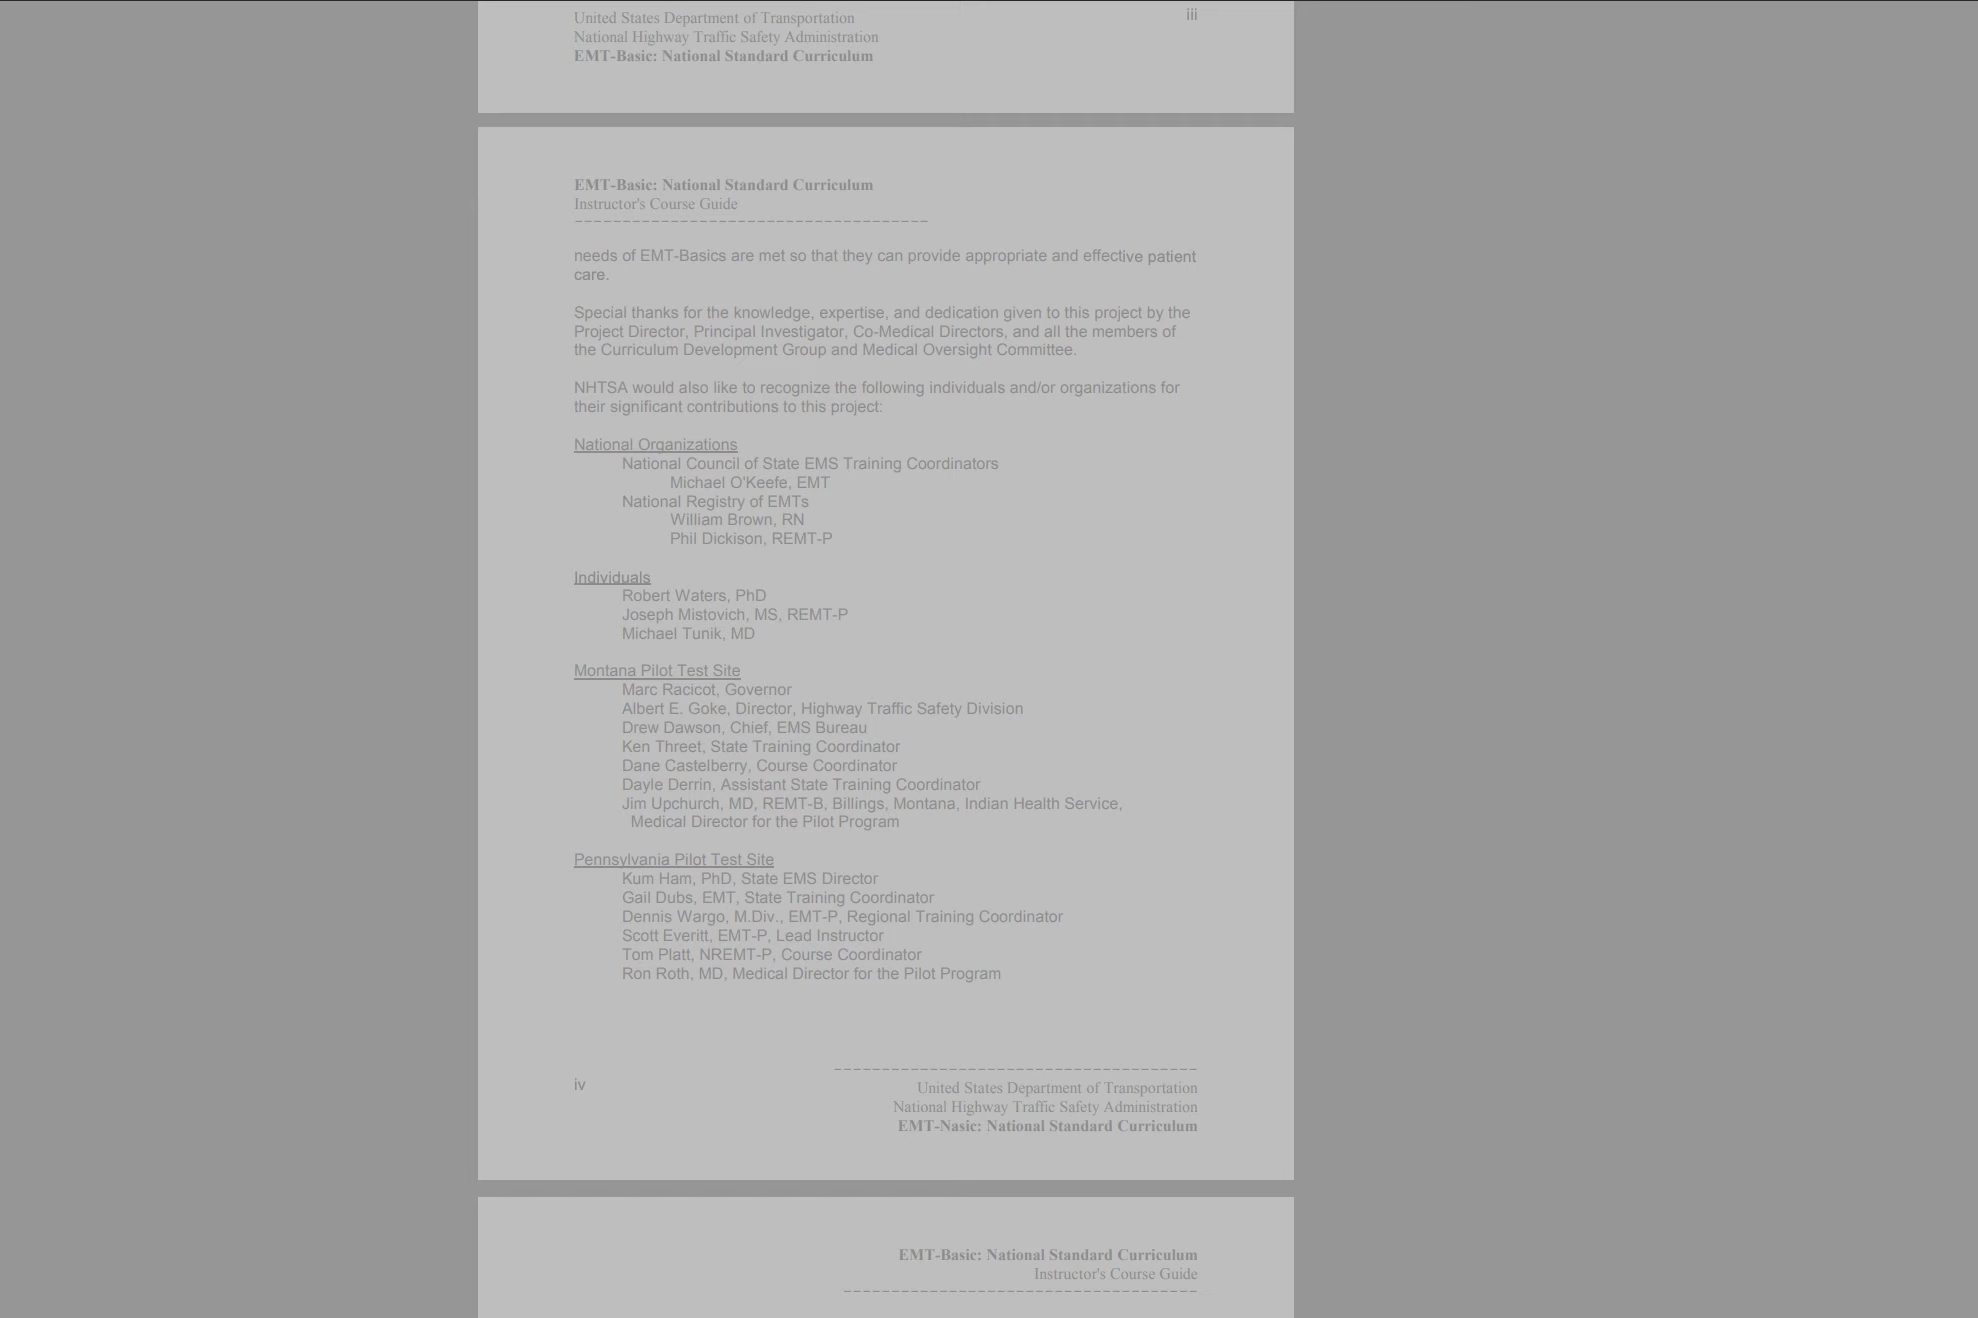 United States Department of Transportation
iii
National Highway Traffic Safety Administration
EMT-Basic: National Standard Curriculum
EMT-Basic: National Standard Curriculum
Instructor's Course Guide
needs of EMT-Basics are met so that they can provide appropriate and effective patient
care.
Special thanks for the knowledge, expertise, and dedication given to this project by the
Project Director, Principal Investigator, Co-Medical Directors, and all the members of
the Curriculum Development Group and Medical Oversight Committee.
NHTSA would also like to recognize the following individuals and/or organizations for
their significant contributions to this project:
National Organizations
National Council of State EMS Training Coordinators
Michael O'Keefe, EMT
National Registry of EMTs
William Brown, RN
Phil Dickison, REMT-P
Individuals
Robert Waters, PhD
Joseph Mistovich, MS, REMT-P
Michael Tunik, MD
Montana Pilot Test Site
Marc Racicot, Governor
Albert E. Goke, Director, Highway Traffic Safety Division
Drew Dawson, Chief, EMS Bureau
Ken Threet, State Training Coordinator
Dane Castelberry, Course Coordinator
Dayle Derrin, Assistant State Training Coordinator
Jim Upchurch, MD, REMT-B, Billings, Montana, Indian Health Service,
Medical Director for the Pilot Program
Pennsylvania Pilot Test Site
Kum Ham, PhD, State EMS Director
Gail Dubs, EMT, State Training Coordinator
Dennis Wargo, M.Div., EMT-P, Regional Training Coordinator
Scott Everitt, EMT-P, Lead Instructor
Tom Platt, NREMT-P, Course Coordinator
Ron Roth, MD, Medical Director for the Pilot Program
iv
United States Department of Transportation
National Highway Traffic Safety Administration
EMT-Nasic: National Standard Curriculum
EMT-Basic: National Standard Curriculum
Instructor's Course Guide